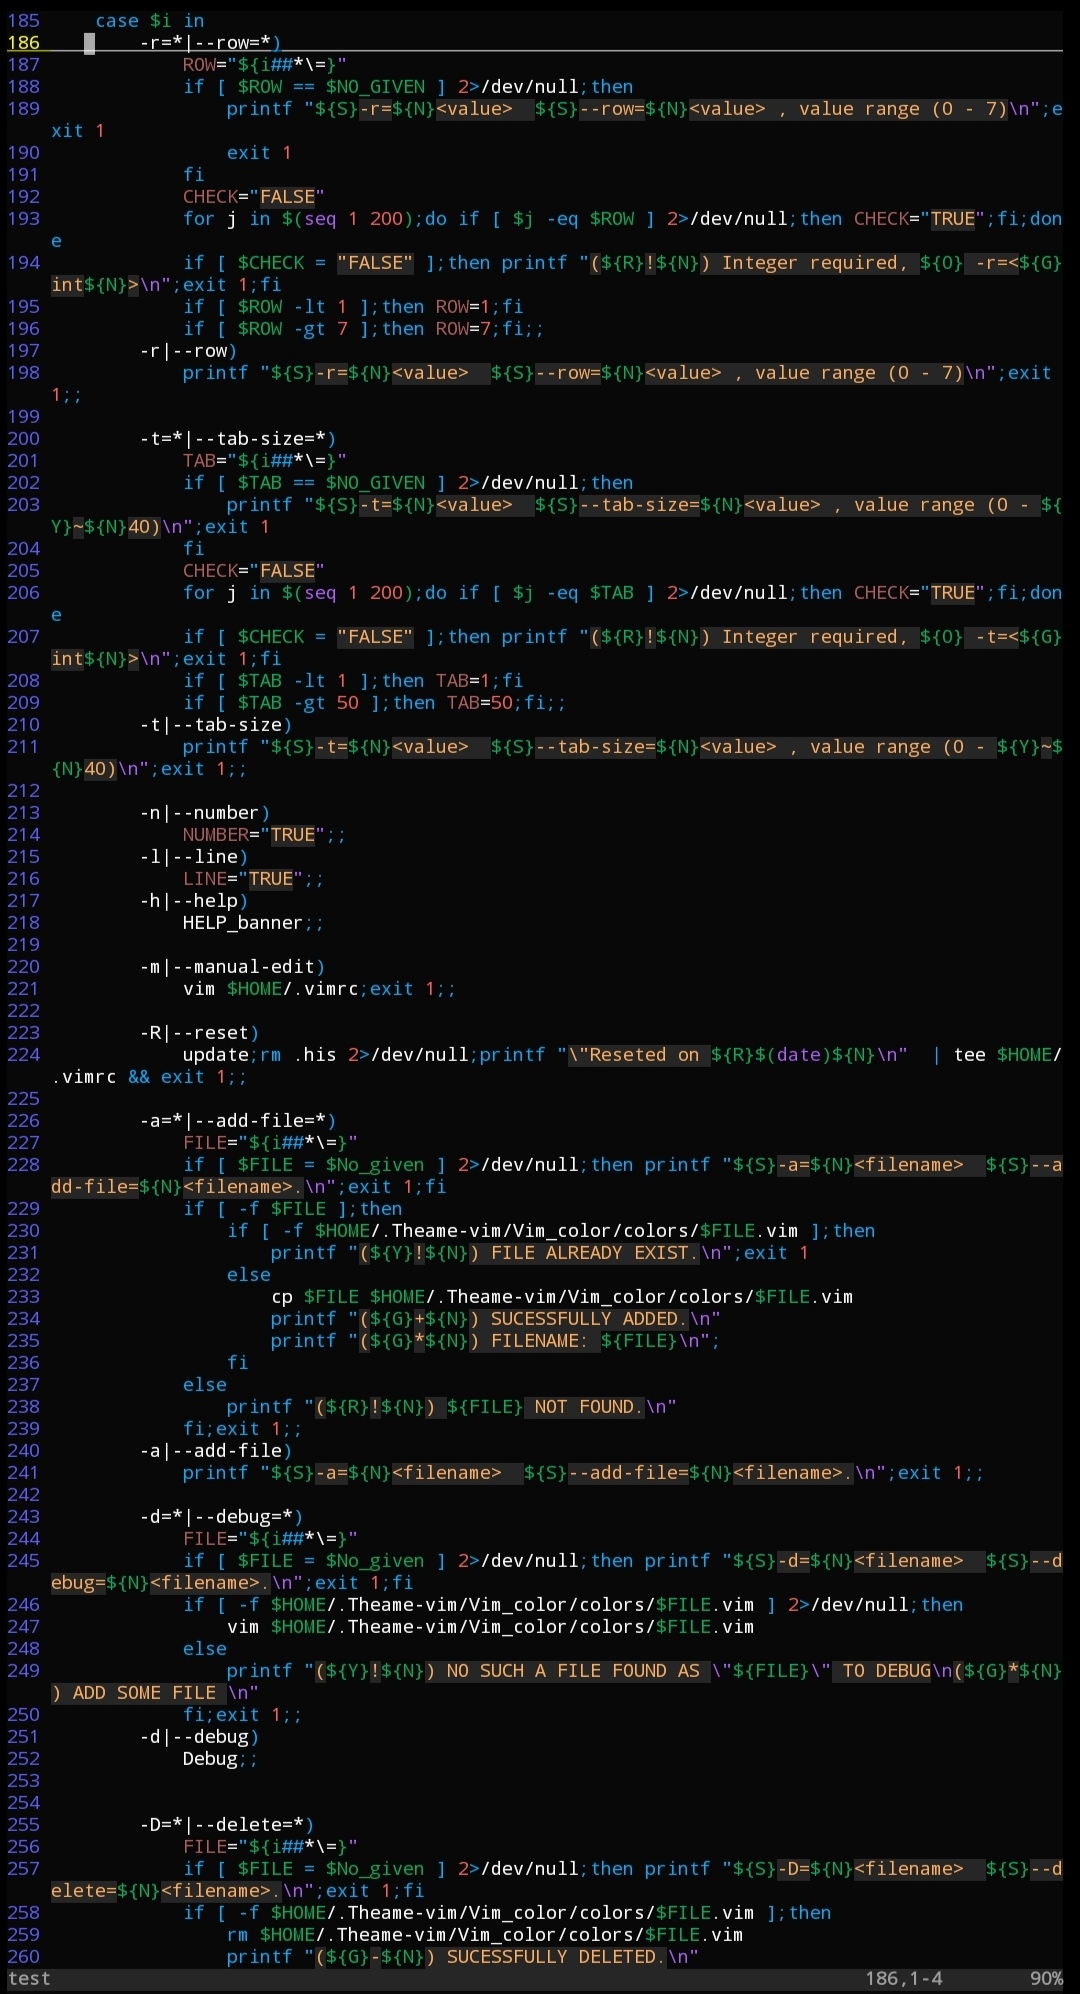 185     case $i in
186         -r=*|--row=*)
187             ROW="${i##*\=}"
188             if [ $ROW == $NO_GIVEN ] 2>/dev/null;then
189                 printf "${S}-r=${N}<value>  ${S}--row=${N}<value> , value range (0 - 7)\n";e
xit 1
190                 exit 1
191             fi
192             CHECK="FALSE"
193             for j in $(seq 1 200);do if [ $j -eq $ROW ] 2>/dev/null;then CHECK="TRUE";fi;don
e
194             if [ $CHECK = "FALSE" ];then printf "(${R}!${N}) Integer required, ${O} -r=<${G}
int${N}>\n";exit 1;fi
195             if [ $ROW -lt 1 ];then ROW=1;fi
196             if [ $ROW -gt 7 ];then ROW=7;fi;;
197         -r|--row)
198             printf "${S}-r=${N}<value>  ${S}--row=${N}<value> , value range (0 - 7)\n";exit
1;;
199
200         -t=*|--tab-size=*)
201             TAB="${i##*\=}"
202             if [ $TAB == $NO_GIVEN ] 2>/dev/null;then
203                 printf "${S}-t=${N}<value>  ${S}--tab-size=${N}<value> , value range (0 - ${
Y}~${N}40)\n";exit 1
204             fi
205             CHECK="FALSE"
206             for j in $(seq 1 200);do if [ $j -eq $TAB ] 2>/dev/null;then CHECK="TRUE";fi;don
e
207             if [ $CHECK = "FALSE" ];then printf "(${R}!${N}) Integer required, ${O} -t=<${G}
int${N}>\n";exit 1;fi
208             if [ $TAB -lt 1 ];then TAB=1;fi
209             if [ $TAB -gt 50 ];then TAB=50;fi;;
210         -t|--tab-size)
211             printf "${S}-t=${N}<value>  ${S}--tab-size=${N}<value> , value range (0 - ${Y}~$
{N}40)\n";exit 1;;
212
213         -n|--number)
214             NUMBER="TRUE";;
215         -l|--line)
216             LINE="TRUE";;
217         -h|--help)
218             HELP_banner;;
219
220         -m|--manual-edit)
221             vim $HOME/.vimrc;exit 1;;
222
223         -R|--reset)
224             update;rm .his 2>/dev/null;printf "\"Reseted on ${R}$(date)${N}\n"  | tee $HOME/
.vimrc && exit 1;;
225
226         -a=*|--add-file=*)
227             FILE="${i##*\=}"
228             if [ $FILE = $No_given ] 2>/dev/null;then printf "${S}-a=${N}<filename>  ${S}--a
dd-file=${N}<filename>.\n";exit 1;fi
229             if [ -f $FILE ];then
230                 if [ -f $HOME/.Theame-vim/Vim_color/colors/$FILE.vim ];then
231                     printf "(${Y}!${N}) FILE ALREADY EXIST.\n";exit 1
232                 else
233                     cp $FILE $HOME/.Theame-vim/Vim_color/colors/$FILE.vim
234                     printf "(${G}+${N}) SUCESSFULLY ADDED.\n"
235                     printf "(${G}*${N}) FILENAME: ${FILE}\n";
236                 fi
237             else
238                 printf "(${R}!${N}) ${FILE} NOT FOUND.\n"
239             fi;exit 1;;
240         -a|--add-file)
241             printf "${S}-a=${N}<filename>  ${S}--add-file=${N}<filename>.\n";exit 1;;
242
243         -d=*|--debug=*)
244             FILE="${i##*\=}"
245             if [ $FILE = $No_given ] 2>/dev/null;then printf "${S}-d=${N}<filename>  ${S}--d
ebug=${N}<filename>.\n";exit 1;fi
246             if [ -f $HOME/.Theame-vim/Vim_color/colors/$FILE.vim ] 2>/dev/null;then
247                 vim $HOME/.Theame-vim/Vim_color/colors/$FILE.vim
248             else
249                 printf "(${Y}!${N}) NO SUCH A FILE FOUND AS \"${FILE}\" TO DEBUG\n(${G}*${N}
) ADD SOME FILE \n"
250             fi;exit 1;;
251         -d|--debug)
252             Debug;;
253
254
255         -D=*|--delete=*)
256             FILE="${i##*\=}"
257             if [ $FILE = $No_given ] 2>/dev/null;then printf "${S}-D=${N}<filename>  ${S}--d
elete=${N}<filename>.\n";exit 1;fi
258             if [ -f $HOME/.Theame-vim/Vim_color/colors/$FILE.vim ];then
259                 rm $HOME/.Theame-vim/Vim_color/colors/$FILE.vim
260                 printf "(${G}-${N}) SUCESSFULLY DELETED.\n"
test 186,1-4 90%